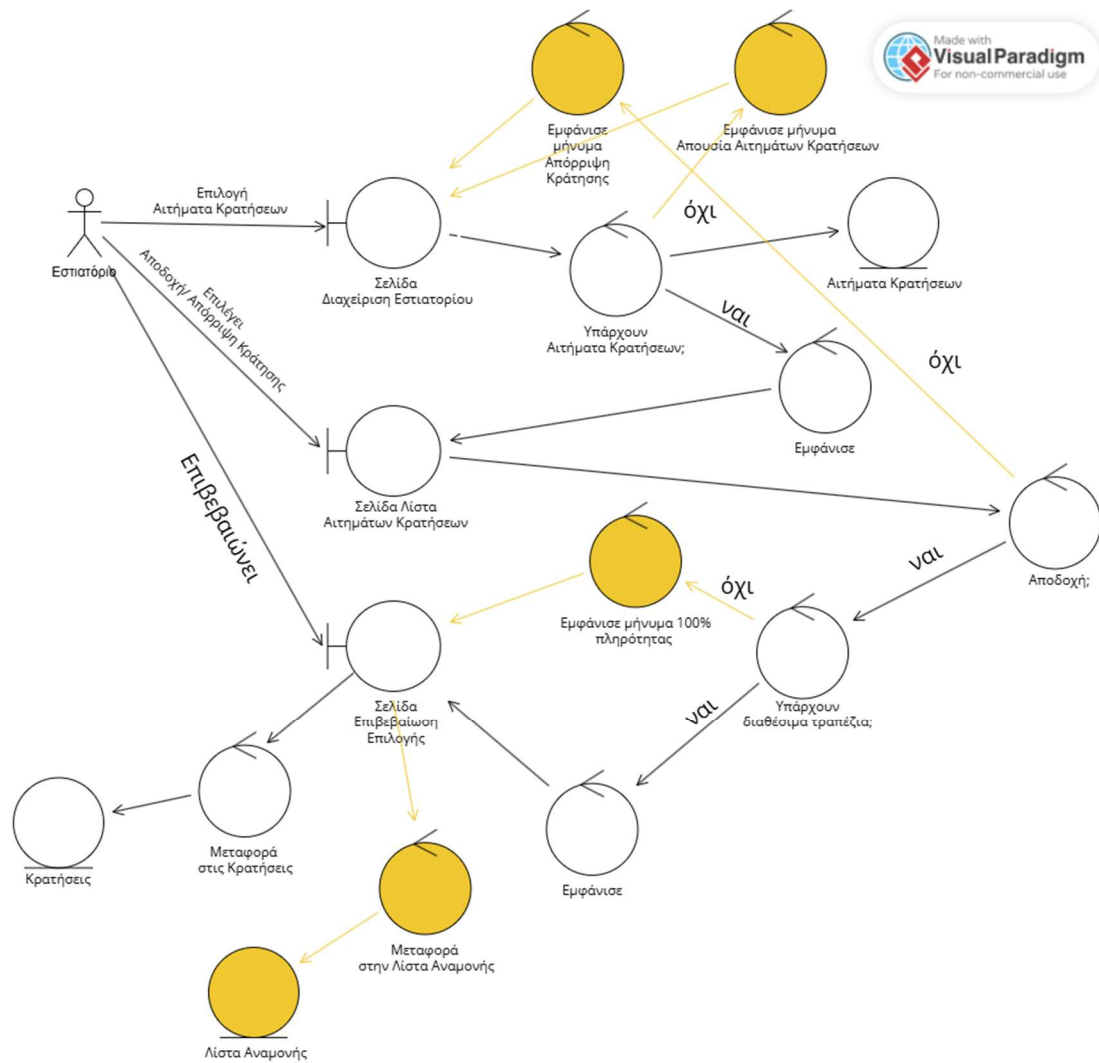 Made with
Visual Paradigm
For non-commercial use
Εμφάνισε
μήνυμα
Απόρριψη
Κράτησης
Εμφάνισε μήνυμα
Απουσία Αιτημάτων Κρατήσεων
Επιλογή
Αιτήματα Κρατήσεων
όχι
Εστιατόριο
Σελίδα
Διαχείριση Εστιατορίου
Αιτήματα Κρατήσεων
Επιλέγει
Αποδοχή/ Απόρριψη Κράτησης
ναι
Υπάρχουν
Αιτήματα Κρατήσεων;
όχι
Εμφάνισε
Επιβεβαιώνει
Σελίδα Λίστα
Αιτημάτων Κρατήσεων
ναι
Αποδοχή;
όχι
Εμφάνισε μήνυμα 100%
πληρότητας
Σελίδα
Επιβεβαίωση
Επιλογής
ναι
Υπάρχουν
διαθέσιμα τραπέζια;
Μεταφορά
στις Κρατήσεις
Κρατήσεις
Εμφάνισε
Μεταφορά
στην Λίστα Αναμονής
Λίστα Αναμονής